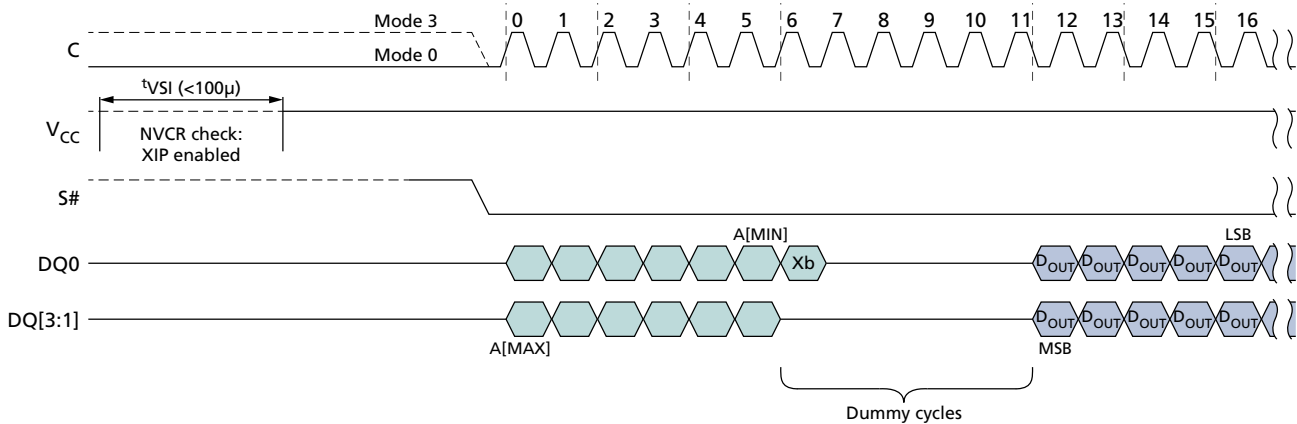 Mode 3
0 1 2 3 4 5 6 7 8 9 10 11 12 13 14 15 16
C
Mode 0
tVSI (<100µ)
VCC
NVCR check:
XIP enabled
S#
A[MIN]
LSB
DQ0
Xb
DOUT DOUT DOUT DOUT DOUT
DQ[3:1]
DOUT DOUT DOUT DOUT DOUT
A[MAX]
MSB
Dummy cycles